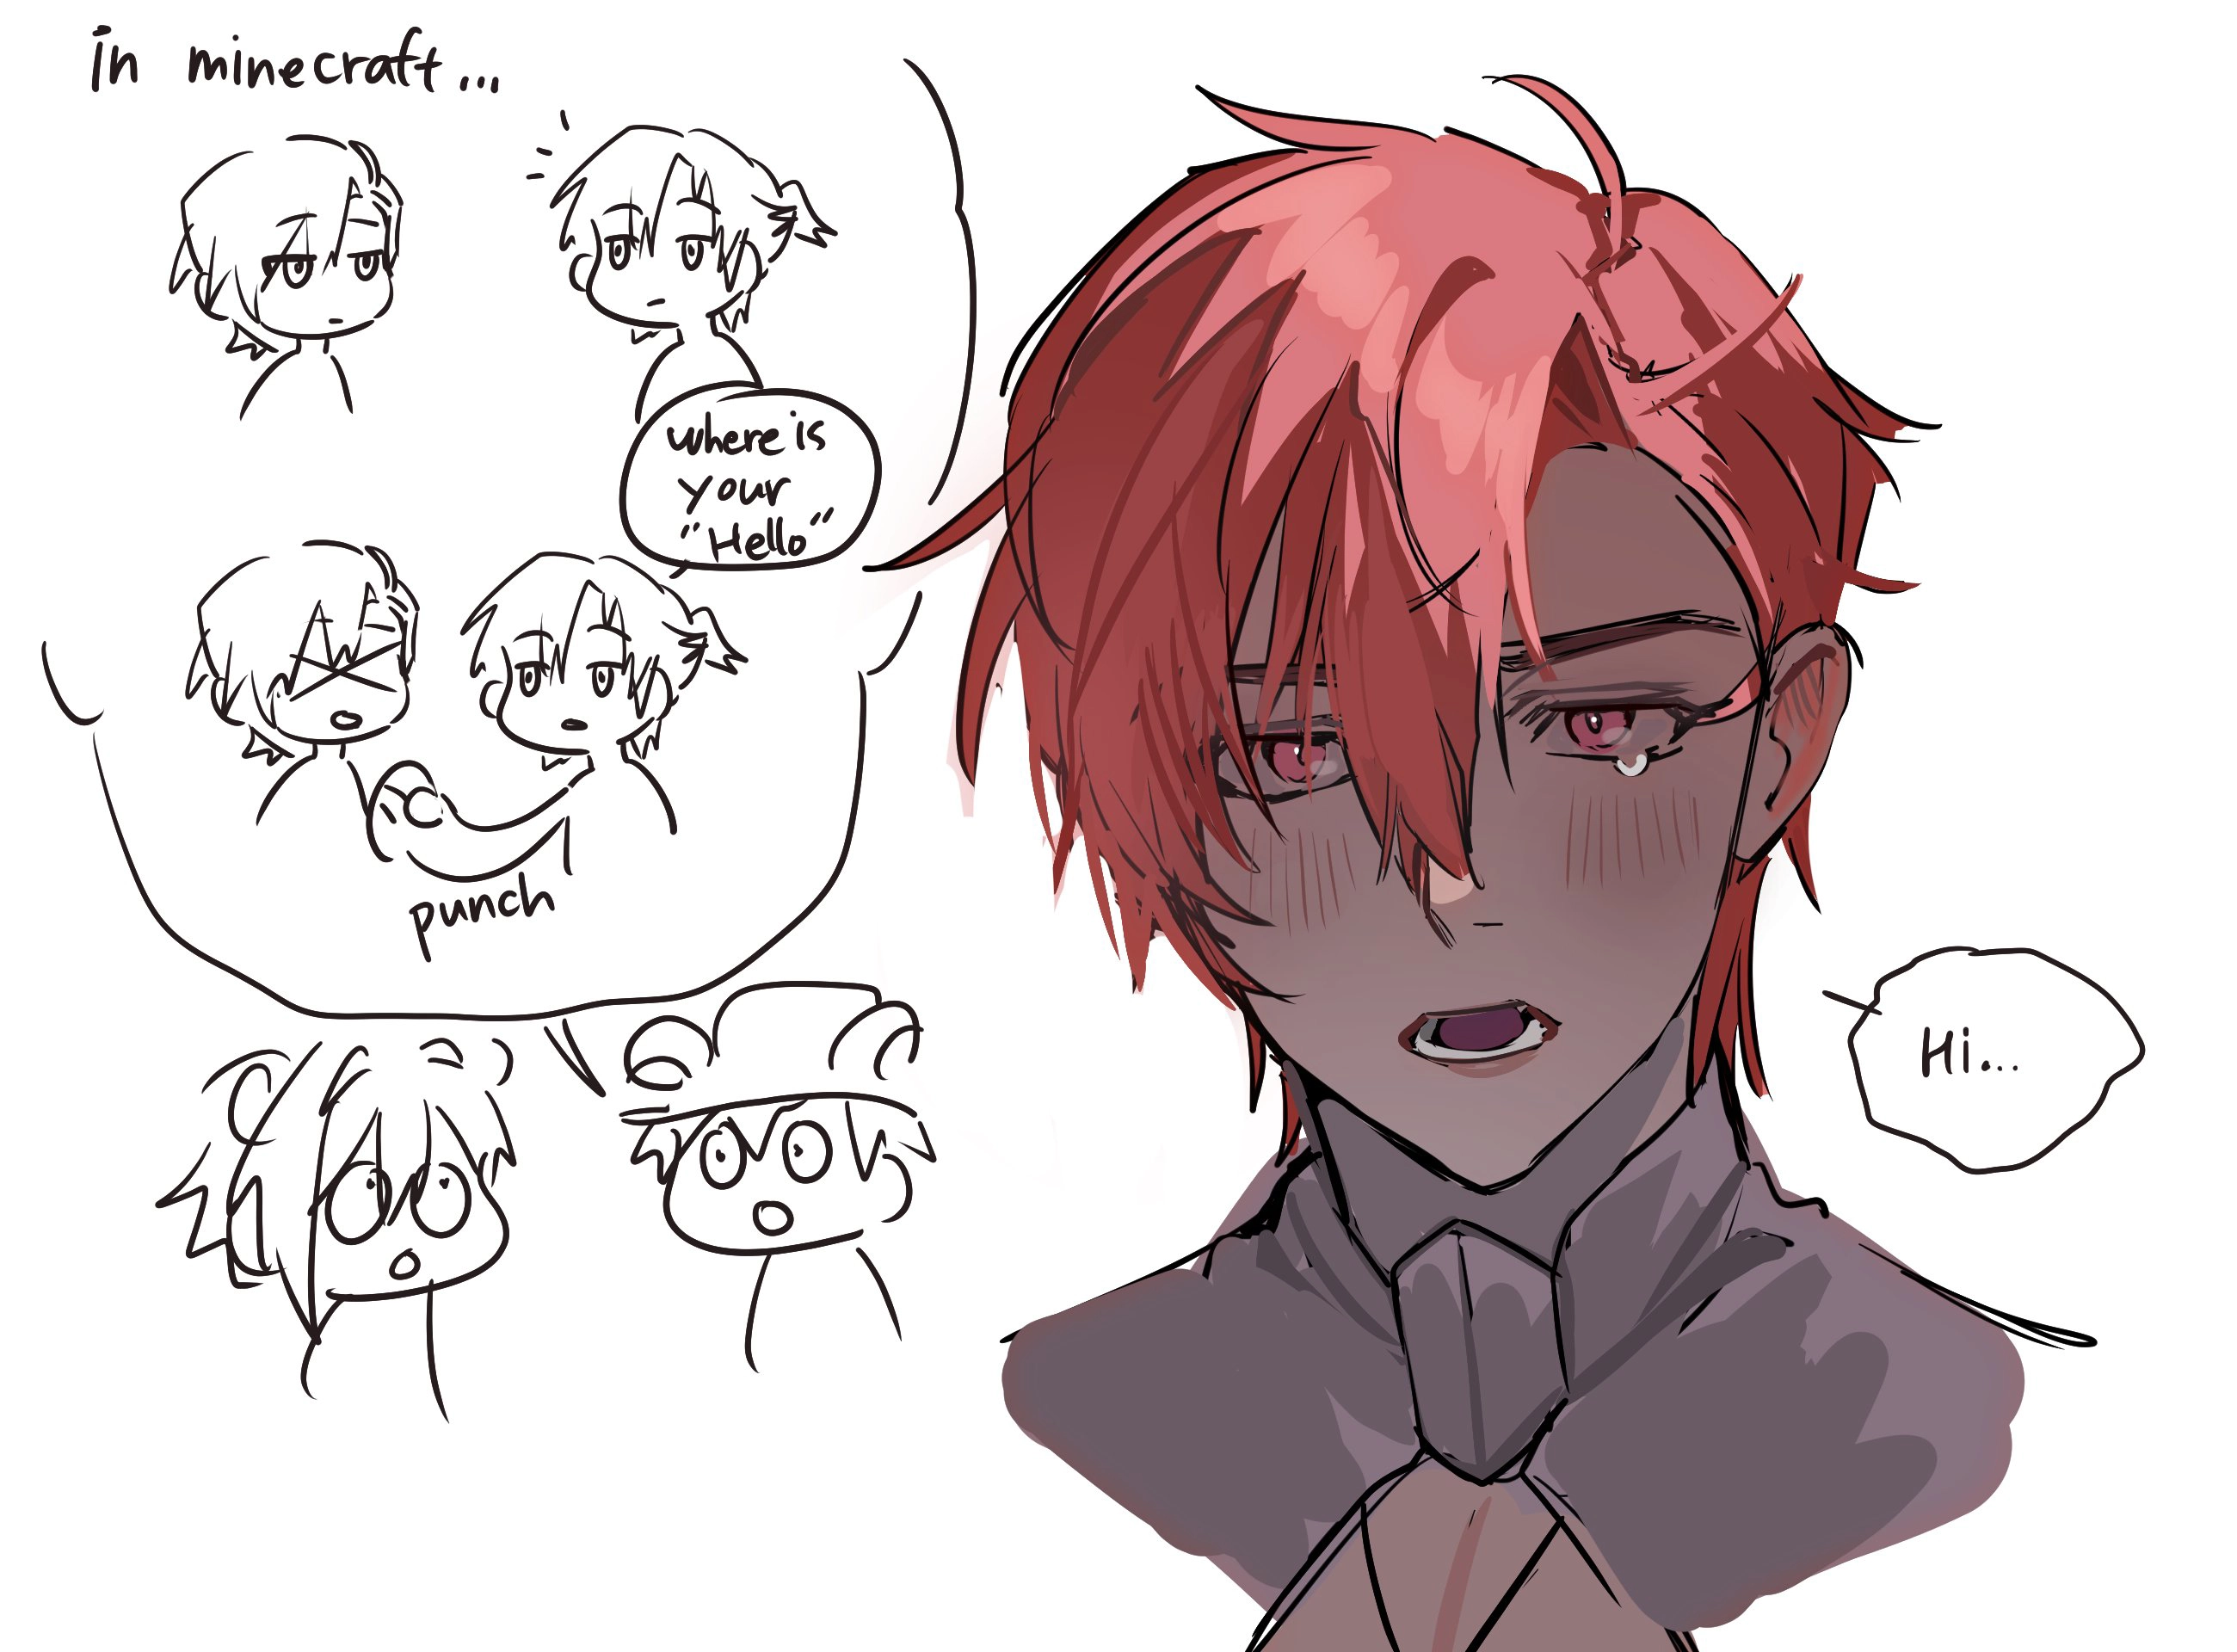 in minecraft...
where is
your
"Hello"
punch
Hi...